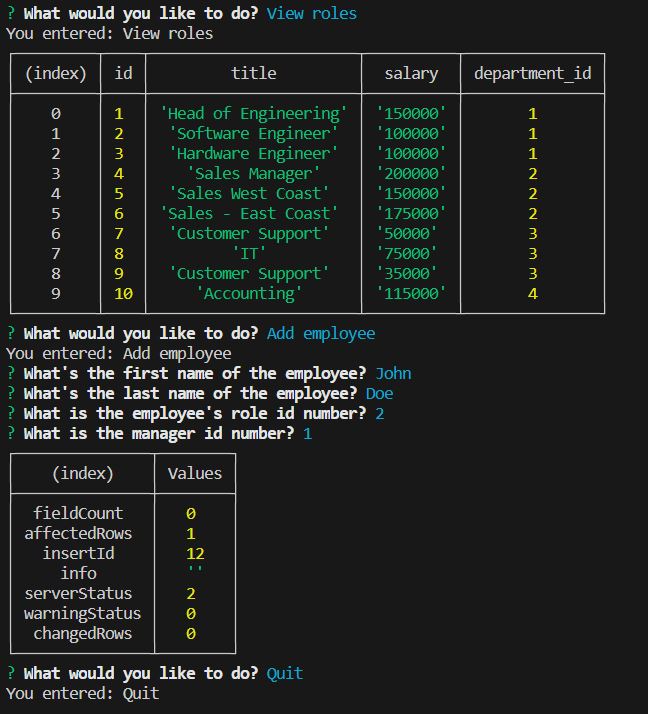 ? What would you like to do? View roles
You entered: View roles
(index) id title salary department_id
0 1 'Head of Engineering' '150000' 1
1 2 'Software Engineer' '100000' 1
2 3 'Hardware Engineer' '100000' 1
3 4 'Sales Manager' '200000' 2
4 5 'Sales West Coast' '150000' 2
5 6 'Sales - East Coast' '175000' 2
6 7 'Customer Support' '50000' 3
7 8 'IT' '75000' 3
8 9 'Customer Support' '35000' 3
9 10 'Accounting' '115000' 4
? What would you like to do? Add employee
You entered: Add employee
? What's the first name of the employee? John
? What's the last name of the employee? Doe
? What is the employee's role id number? 2
? What is the manager id number? 1
(index) Values
fieldCount 0
affectedRows 1
insertId 12
info ''
serverStatus 2
warningStatus 0
changedRows 0
? What would you like to do? Quit
You entered: Quit